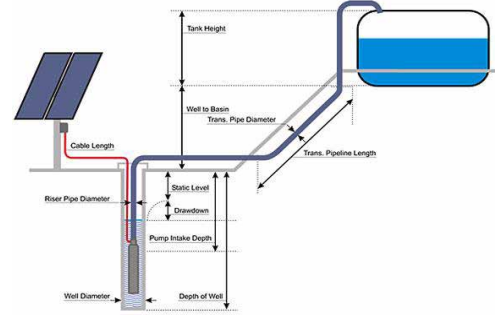 Tank Height
Well to Basin
Trans. Pipe Diameter
Cable Length
Trans. Pipeline Length
Static Level
Riser Pipe Diameter
Drawdown
Pump Intake Depth
Well Diameter
Depth of Well